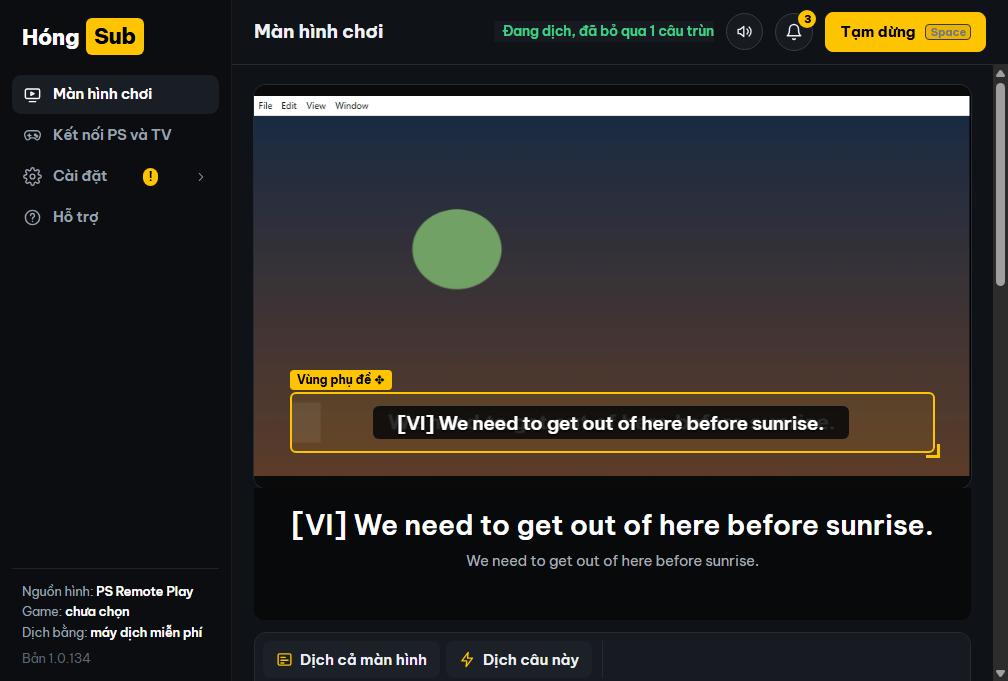 Hóng Sub
Màn hình chơi
Kết nối PS và TV
Cài đặt !
Hỗ trợ
Nguồn hình: PS Remote Play
Game: chưa chọn
Dịch bằng: máy dịch miễn phí
Bản 1.0.134
Màn hình chơi
Đang dịch, đã bỏ qua 1 câu trùn
3
Tạm dừng Space
File Edit View Window
Vùng phụ đề
[VI] We need to get out of here before sunrise.
[VI] We need to get out of here before sunrise.
We need to get out of here before sunrise.
Dịch cả màn hình
Dịch câu này